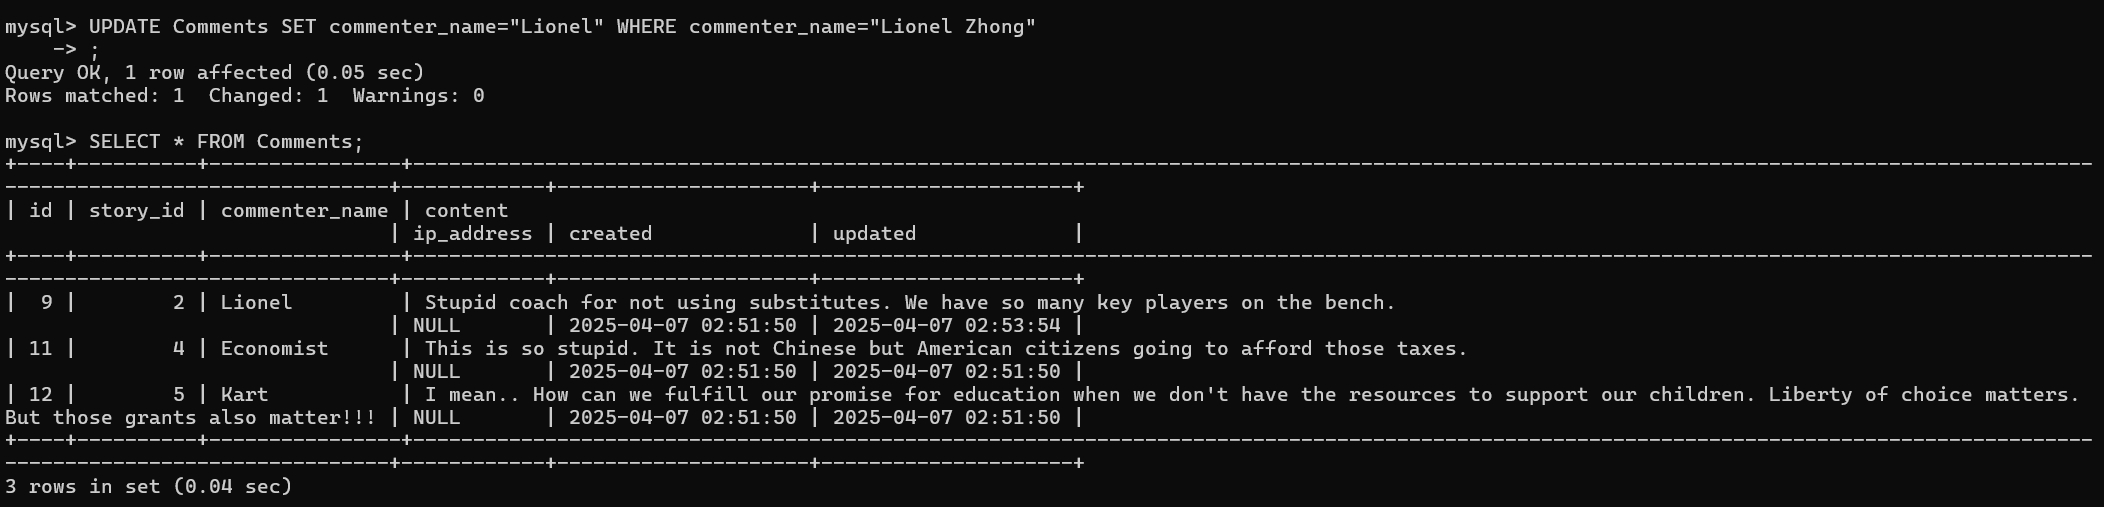 mysql> UPDATE Comments SET commenter_name="Lionel" WHERE commenter_name="Lionel Zhong"
    -> ;
Query OK, 1 row affected (0.05 sec)
Rows matched: 1  Changed: 1  Warnings: 0

mysql> SELECT * FROM Comments;
+----+----------+----------------+--------------------------------------------------------------------------------------------------------------------------------------------
--------------------------------+------------+---------------------+---------------------+
| id | story_id | commenter_name | content
                                | ip_address | created             | updated             |
+----+----------+----------------+--------------------------------------------------------------------------------------------------------------------------------------------
--------------------------------+------------+---------------------+---------------------+
|  9 |        2 | Lionel         | Stupid coach for not using substitutes. We have so many key players on the bench.
                                | NULL       | 2025-04-07 02:51:50 | 2025-04-07 02:53:54 |
| 11 |        4 | Economist      | This is so stupid. It is not Chinese but American citizens going to afford those taxes.
                                | NULL       | 2025-04-07 02:51:50 | 2025-04-07 02:51:50 |
| 12 |        5 | Kart           | I mean.. How can we fulfill our promise for education when we don't have the resources to support our children. Liberty of choice matters.
But those grants also matter!!! | NULL       | 2025-04-07 02:51:50 | 2025-04-07 02:51:50 |
+----+----------+----------------+--------------------------------------------------------------------------------------------------------------------------------------------
--------------------------------+------------+---------------------+---------------------+
3 rows in set (0.04 sec)